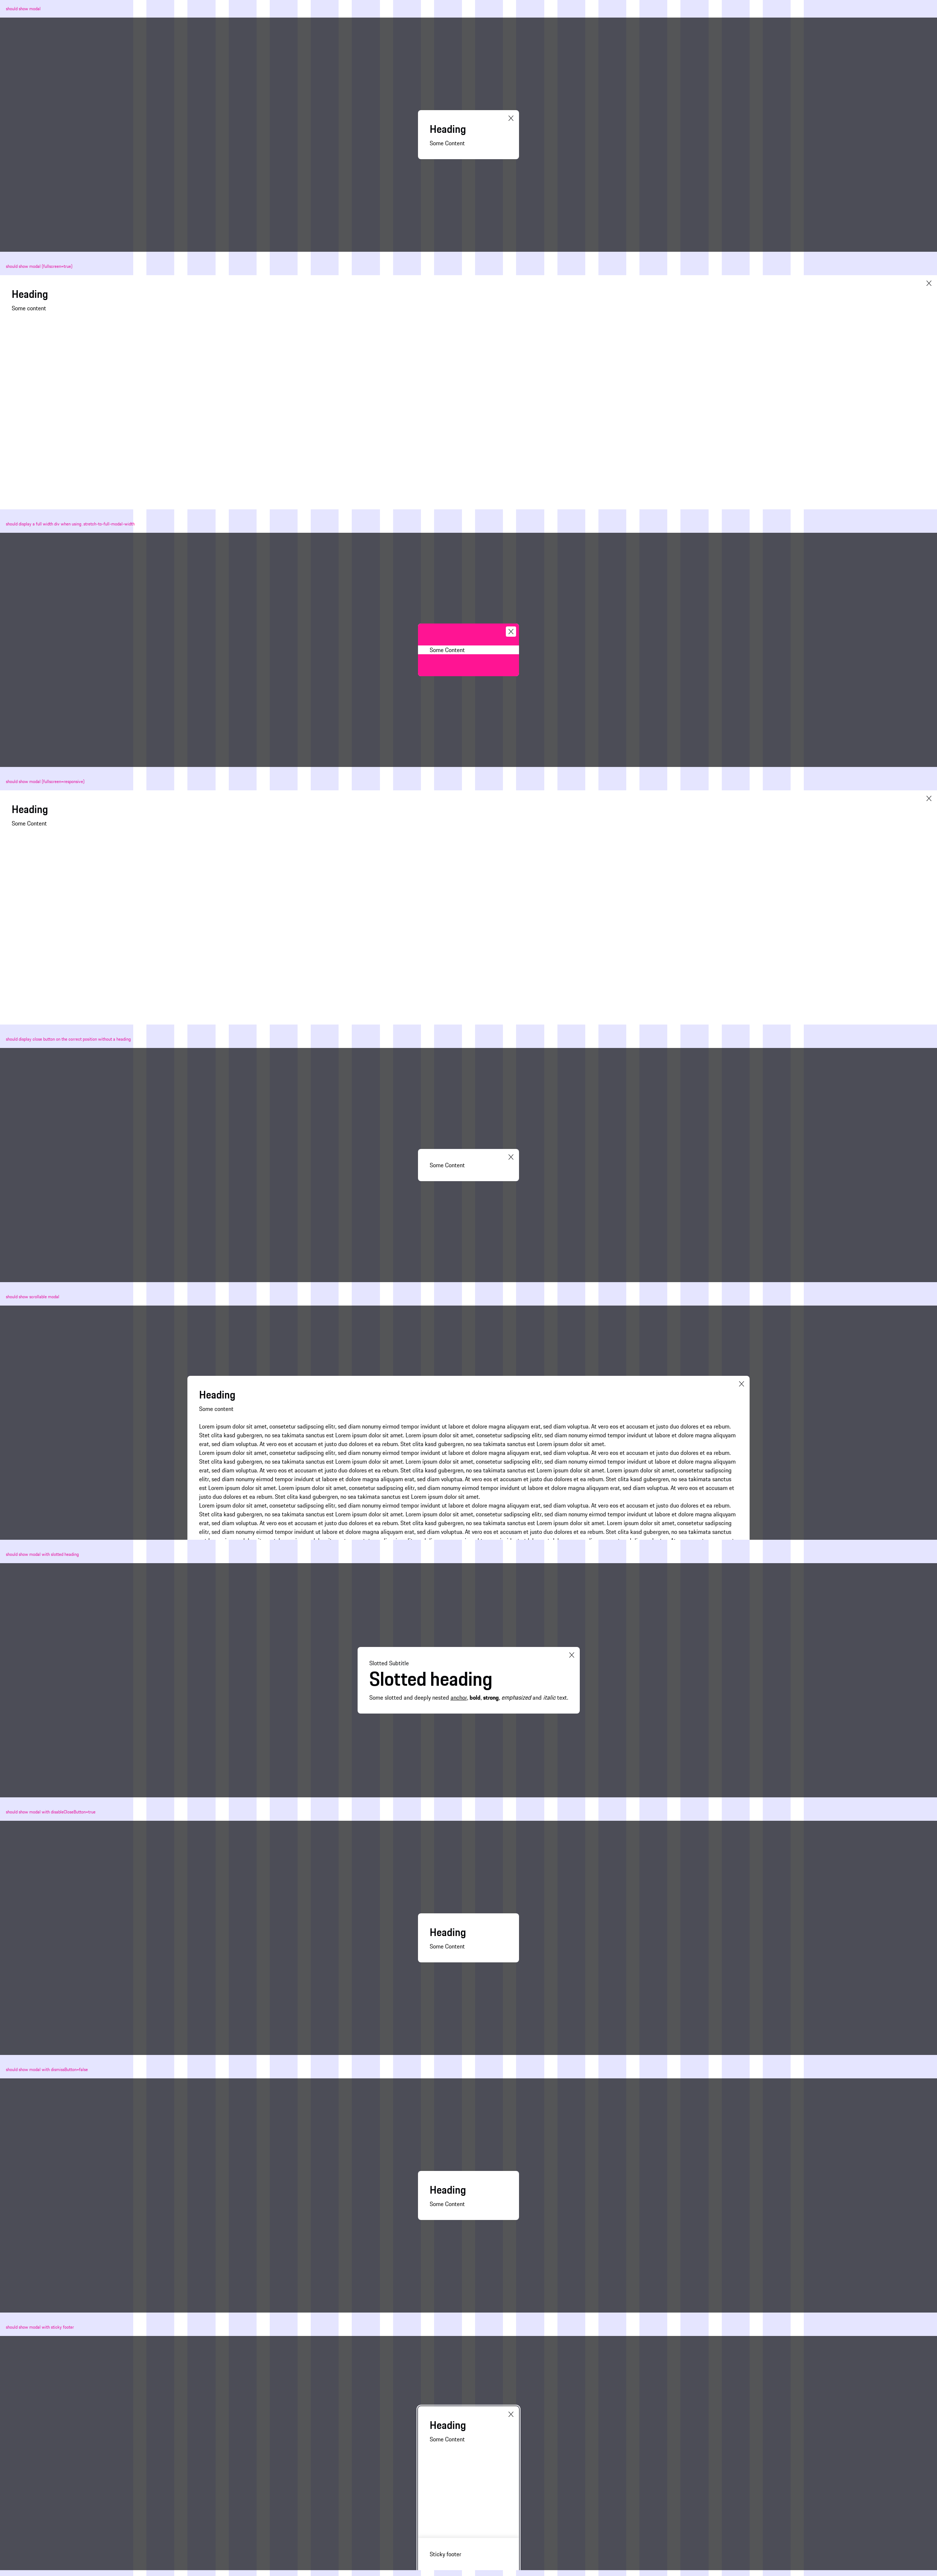 should show modal
Heading
Some Content
should show modal (fullscreen=true)
Heading
Some content
should display a full width div when using .stretch-to-full-modal-width
Some Content
should show modal (fullscreen=responsive)
Heading
Some Content
should display close button on the correct position without a heading
Some Content
should show scrollable modal
Heading
Some content
Lorem ipsum dolor sit amet, consetetur sadipscing elitr, sed diam nonumy eirmod tempor invidunt ut labore et dolore magna aliquyam erat, sed diam voluptua. At vero eos et accusam et justo duo dolores et ea rebum.
Stet clita kasd gubergren, no sea takimata sanctus est Lorem ipsum dolor sit amet. Lorem ipsum dolor sit amet, consetetur sadipscing elitr, sed diam nonumy eirmod tempor invidunt ut labore et dolore magna aliquyam
erat, sed diam voluptua. At vero eos et accusam et justo duo dolores et ea rebum. Stet clita kasd gubergren, no sea takimata sanctus est Lorem ipsum dolor sit amet.
Lorem ipsum dolor sit amet, consetetur sadipscing elitr, sed diam nonumy eirmod tempor invidunt ut labore et dolore magna aliquyam erat, sed diam voluptua. At vero eos et accusam et justo duo dolores et ea rebum.
Stet clita kasd gubergren, no sea takimata sanctus est Lorem ipsum dolor sit amet. Lorem ipsum dolor sit amet, consetetur sadipscing elitr, sed diam nonumy eirmod tempor invidunt ut labore et dolore magna aliquyam
erat, sed diam voluptua. At vero eos et accusam et justo duo dolores et ea rebum. Stet clita kasd gubergren, no sea takimata sanctus est Lorem ipsum dolor sit amet. Lorem ipsum dolor sit amet, consetetur sadipscing
elitr, sed diam nonumy eirmod tempor invidunt ut labore et dolore magna aliquyam erat, sed diam voluptua. At vero eos et accusam et justo duo dolores et ea rebum. Stet clita kasd gubergren, no sea takimata sanctus
est Lorem ipsum dolor sit amet. Lorem ipsum dolor sit amet, consetetur sadipscing elitr, sed diam nonumy eirmod tempor invidunt ut labore et dolore magna aliquyam erat, sed diam voluptua. At vero eos et accusam et
justo duo dolores et ea rebum. Stet clita kasd gubergren, no sea takimata sanctus est Lorem ipsum dolor sit amet.
Lorem ipsum dolor sit amet, consetetur sadipscing elitr, sed diam nonumy eirmod tempor invidunt ut labore et dolore magna aliquyam erat, sed diam voluptua. At vero eos et accusam et justo duo dolores et ea rebum.
Stet clita kasd gubergren, no sea takimata sanctus est Lorem ipsum dolor sit amet. Lorem ipsum dolor sit amet, consetetur sadipscing elitr, sed diam nonumy eirmod tempor invidunt ut labore et dolore magna aliquyam
erat, sed diam voluptua. At vero eos et accusam et justo duo dolores et ea rebum. Stet clita kasd gubergren, no sea takimata sanctus est Lorem ipsum dolor sit amet. Lorem ipsum dolor sit amet, consetetur sadipscing
elitr, sed diam nonumy eirmod tempor invidunt ut labore et dolore magna aliquyam erat, sed diam voluptua. At vero eos et accusam et justo duo dolores et ea rebum. Stet clita kasd gubergren, no sea takimata sanctus
should show modal with slotted heading
Slotted Subtitle
Slotted heading
Some slotted and deeply nested anchor, bold, strong, emphasized and italic text.
should show modal with disableCloseButton=true
Heading
Some Content
should show modal with dismissButton=false
Heading
Some Content
should show modal with sticky footer
Heading
Some Content
Sticky footer